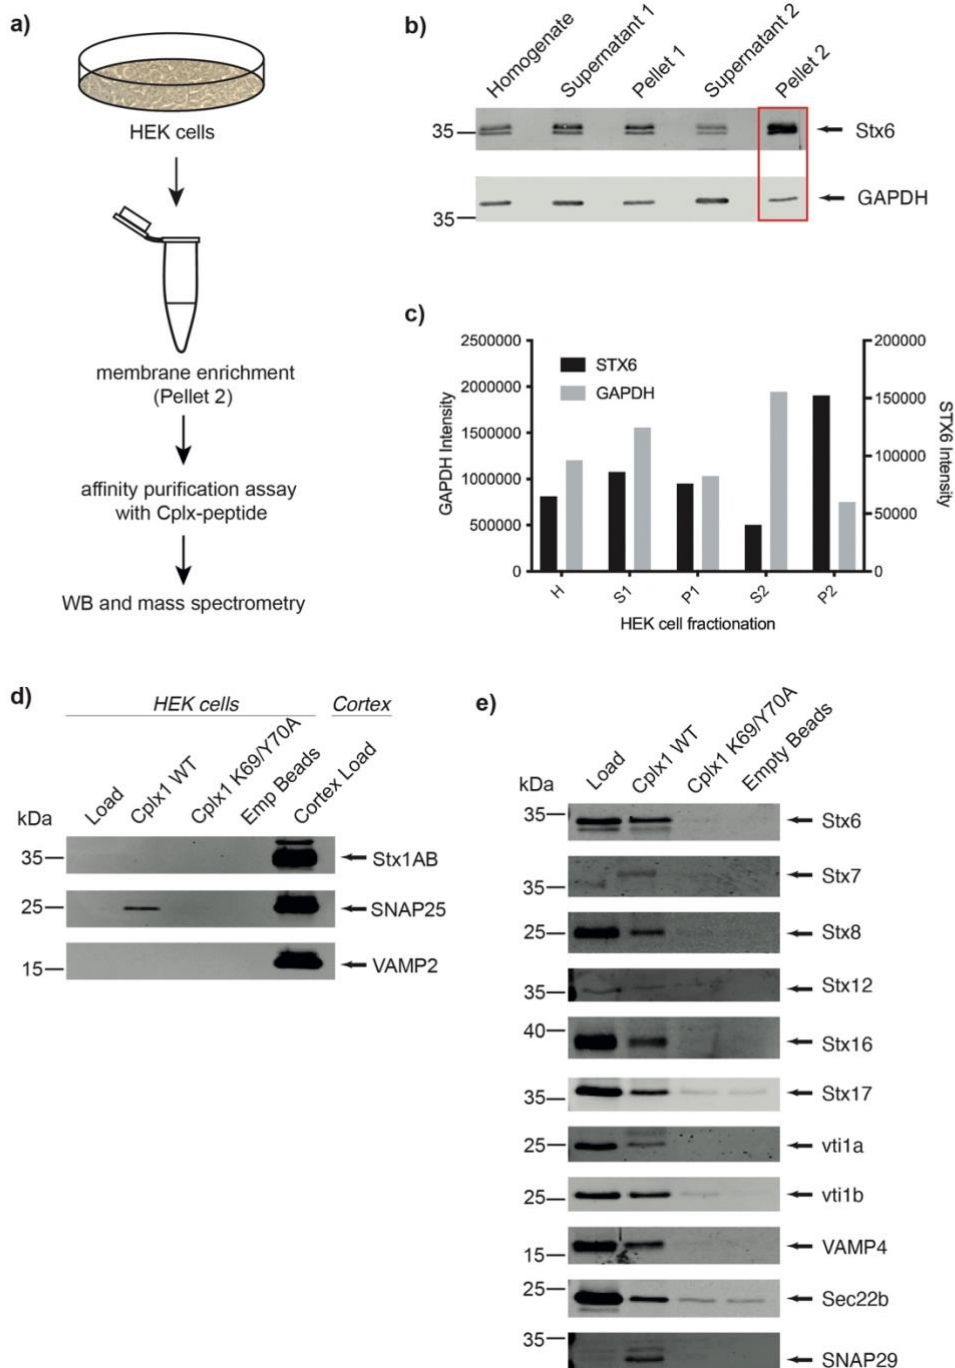 a)
HEK cells
membrane enrichment
(Pellet 2)
affinity purification assay
with Cplx-peptide
WB and mass spectrometry
b)
Homogenate
Supernatant 1
Pellet 1
Supernatant 2
Pellet 2
35
Stx6
35
GAPDH
c)
2500000
2000000
1500000
1000000
500000
0
GAPDH Intensity
STX6
GAPDH
200000
150000
100000
50000
0
STX6 Intensity
H
S1
P1
S2
P2
HEK cell fractionation
d)
HEK cells
Cortex
Load
Cplx1 WT
Cplx1 K69/Y70A
Emp Beads
Cortex Load
kDa
35
Stx1AB
25
SNAP25
15
VAMP2
e)
Load
Cplx1 WT
Cplx1 K69/Y70A
Empty Beads
kDa
35
Stx6
35
Stx7
25
Stx8
35
Stx12
40
Stx16
35
Stx17
25
vti1a
25
vti1b
15
VAMP4
25
Sec22b
35
SNAP29